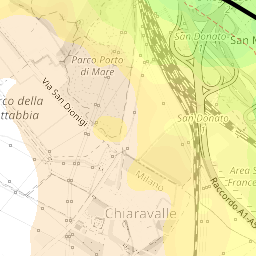 San Donato
San M
Parco Porto
di Mare
rco della
ttabbia
Via San Dionigi
San Donato
Area S
Franc
Milano
Raccordo A1-A5
Chiaravalle